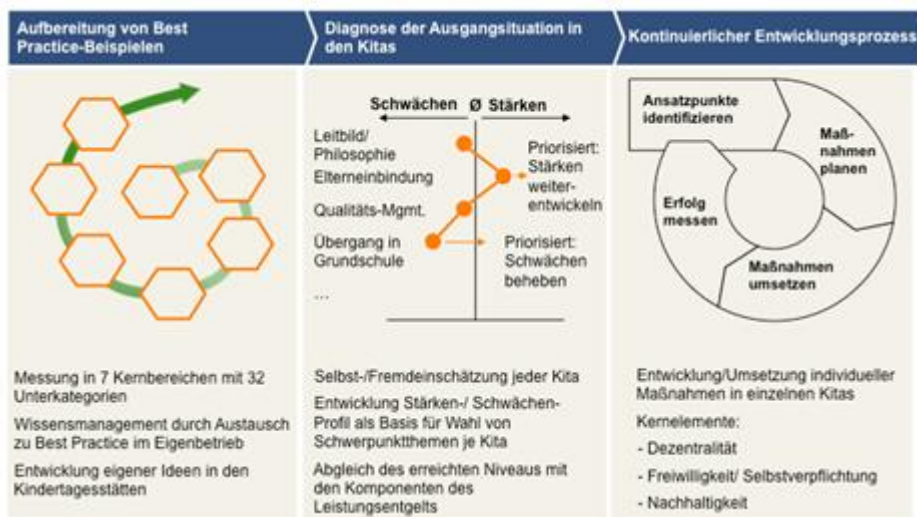 Aufbereitung von Best
Practice-Beispielen
Diagnose der Ausgangsituation in
den Kitas
Kontinuierlicher Entwicklungsprozess
Schwächen Ø Stärken
Leitbild/
Philosophie
Elterneinbindung
Qualitäts-Mgmt.
Übergang in
Grundschule
…
Priorisiert:
Stärken
weiter-
entwickeln
Priorisiert:
Schwächen
beheben
Ansatzpunkte
identifizieren
Maß-
nahmen
planen
Maßnahmen
umsetzen
Erfolg
messen
Messung in 7 Kernbereichen mit 32
Unterkategorien
Wissensmanagement durch Austausch
zu Best Practice im Eigenbetrieb
Entwicklung eigener Ideen in den
Kindertagesstätten
Selbst-/Fremdeinschätzung jeder Kita
Entwicklung Stärken-/ Schwächen-
Profil als Basis für Wahl von
Schwerpunktthemen je Kita
Abgleich des erreichten Niveaus mit
den Komponenten des
Leistungsentgelts
Entwicklung/Umsetzung individueller
Maßnahmen in einzelnen Kitas
Kernelemente:
- Dezentralität
- Freiwilligkeit/ Selbstverpflichtung
- Nachhaltigkeit